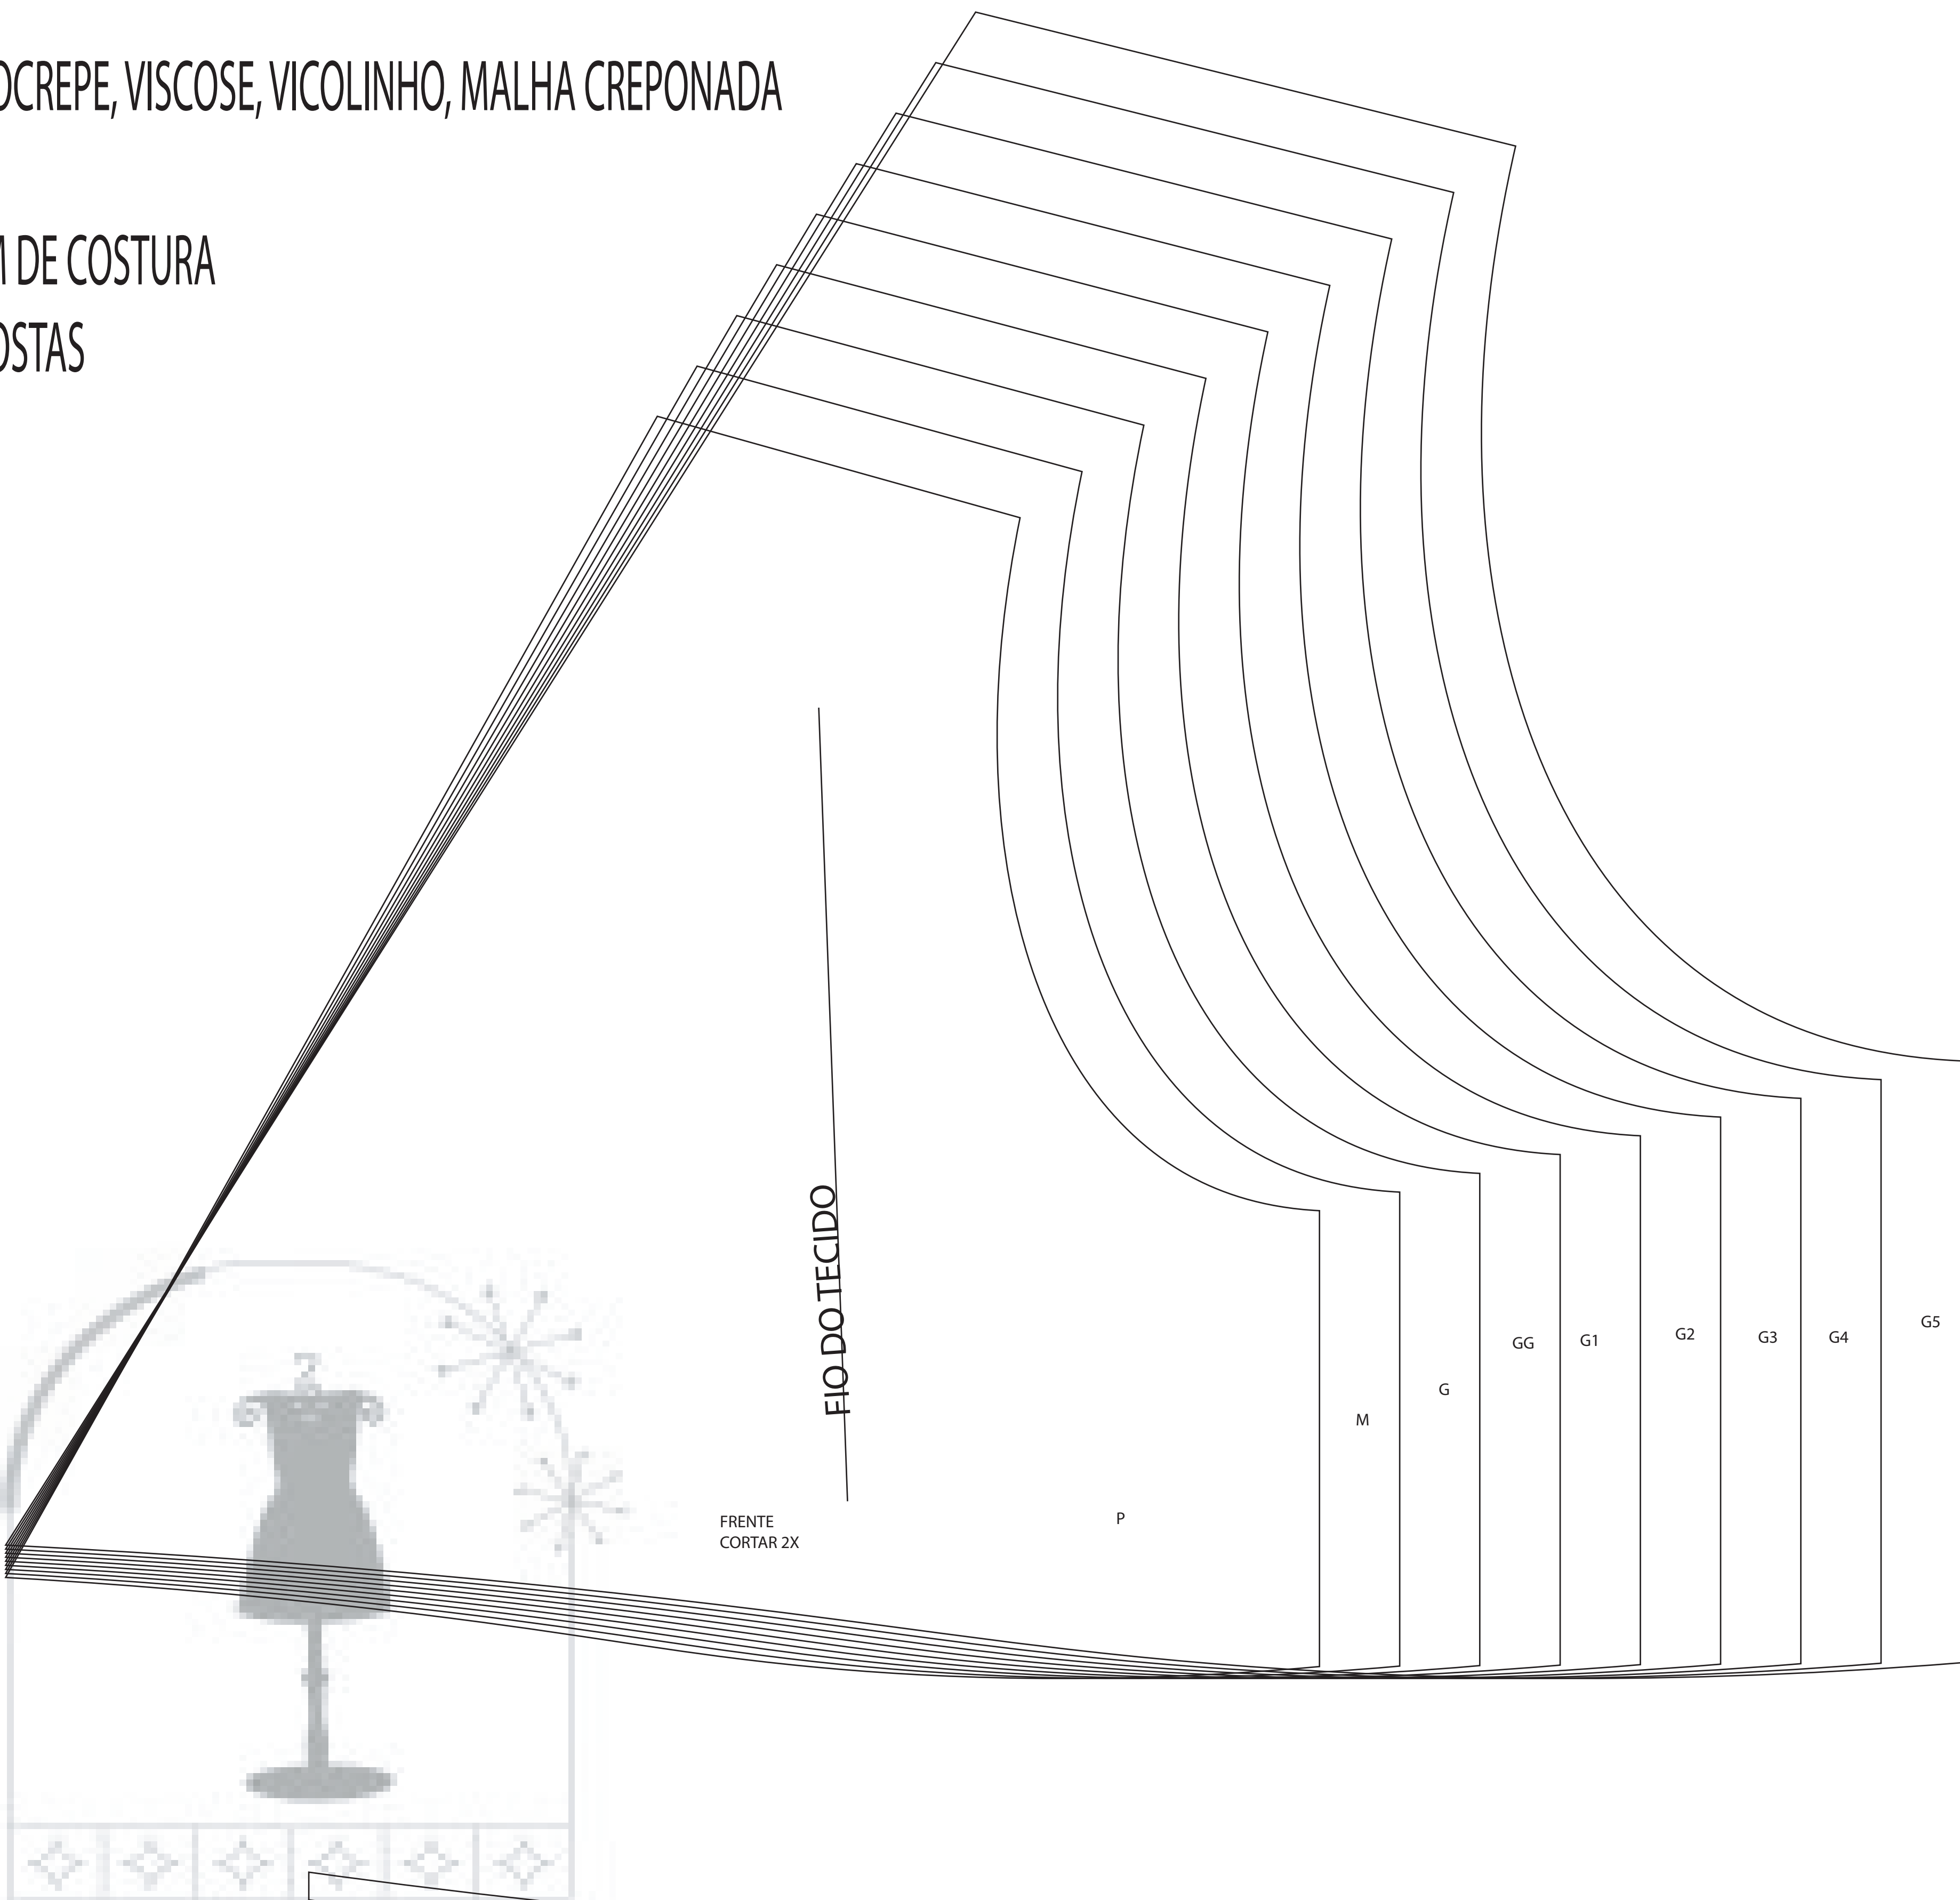 OCREPE, VISCOSE, VICOLINHO, MALHA CREPONADA
M DE COSTURA
OSTAS
FIO DO TECIDO
FRENTE
CORTAR 2X
P
M
G
GG
G1
G2
G3
G4
G5